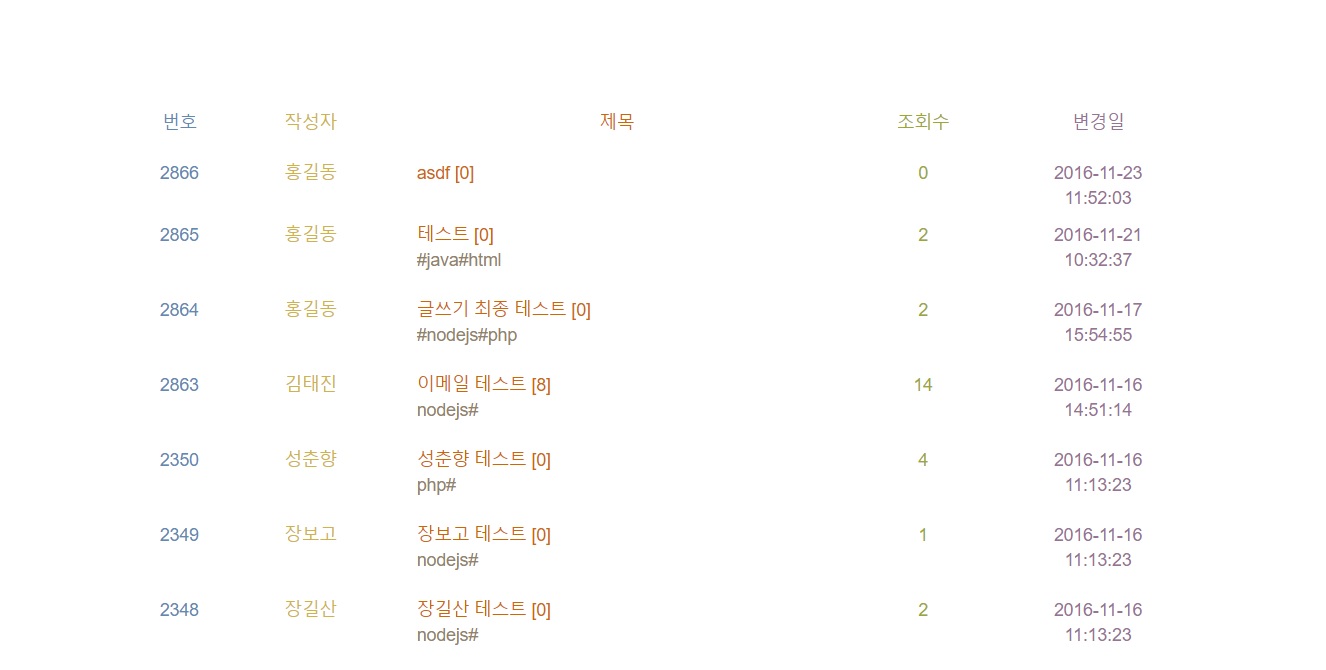 번호 작성자 제목 조회수 변경일
2866 홍길동 asdf [0] 0 2016-11-23
11:52:03
2865 홍길동 테스트 [0] 2 2016-11-21
#java#html 10:32:37
2864 홍길동 글쓰기 최종 테스트 [0] 2 2016-11-17
#nodejs#php 15:54:55
2863 김태진 이메일 테스트 [8] 14 2016-11-16
nodejs# 14:51:14
2350 성춘향 성춘향 테스트 [0] 4 2016-11-16
php# 11:13:23
2349 장보고 장보고 테스트 [0] 1 2016-11-16
nodejs# 11:13:23
2348 장길산 장길산 테스트 [0] 2 2016-11-16
nodejs# 11:13:23